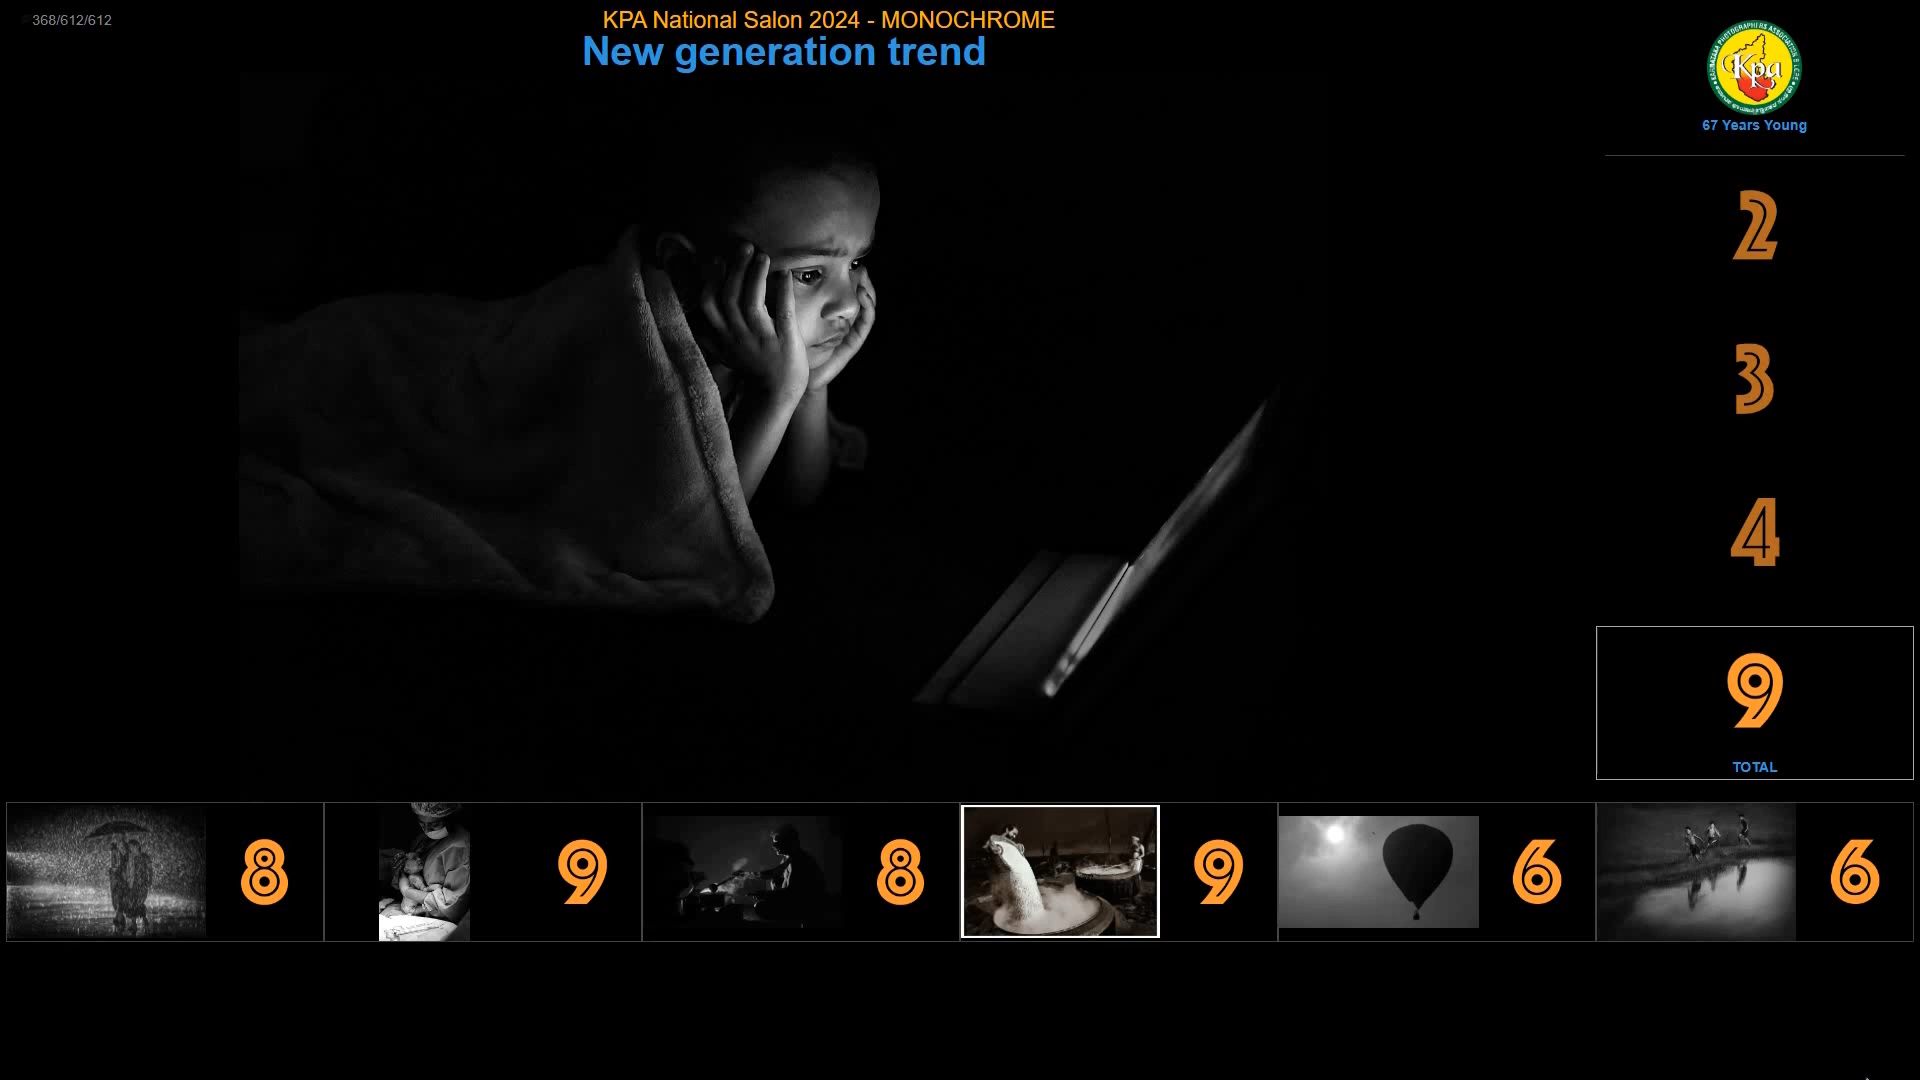 368/612/612
KPA National Salon 2024 - MONOCHROME
New generation trend
Kpa
67 Years Young
2
3
4
9
TOTAL
8
9
8
9
6
6